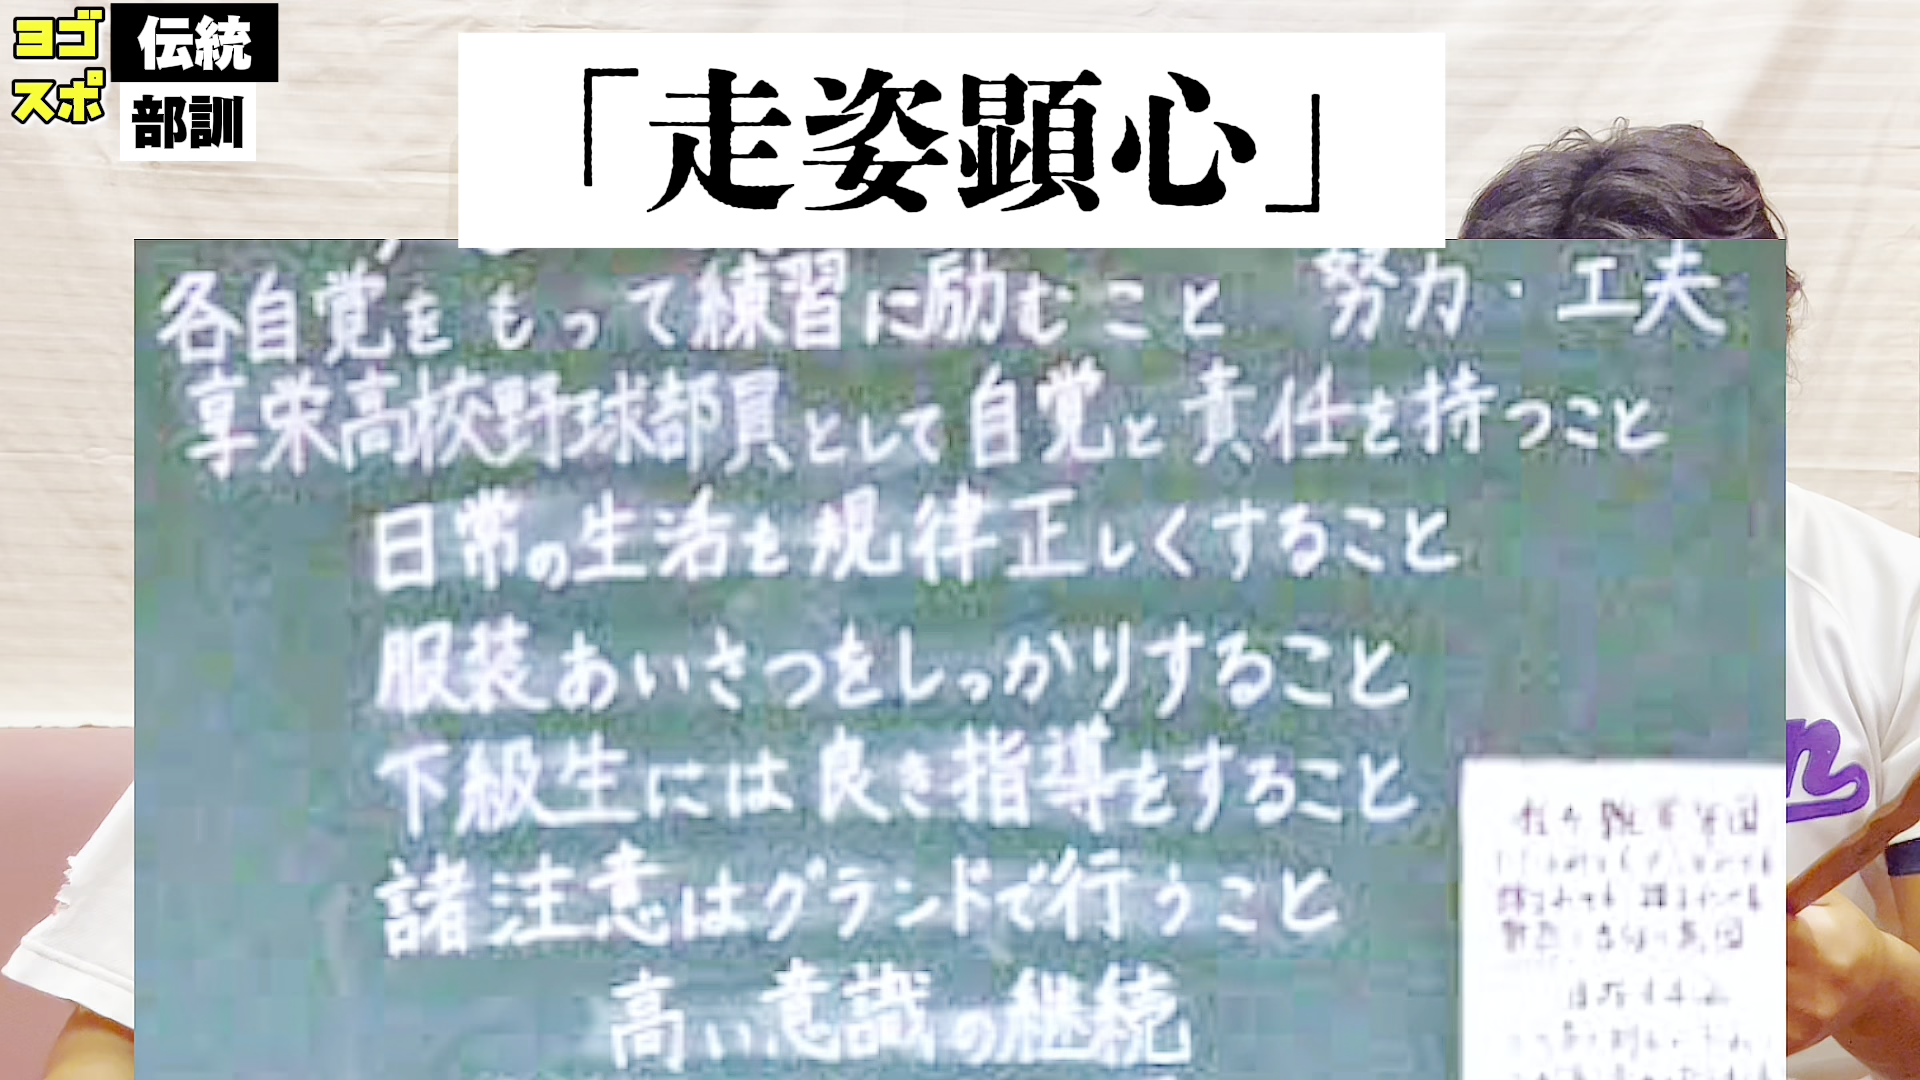 ヨゴ
スポ
伝統
部訓
「走姿顕心」
各自覚をもって練習に励むこと 努力・工夫
享栄高校野球部員として自覚と責任を持つこと
日常の生活を規律正しくすること
服装あいさつをしっかりすること
下級生には良き指導をすること
諸注意はグランドで行うこと
高い意識の継続